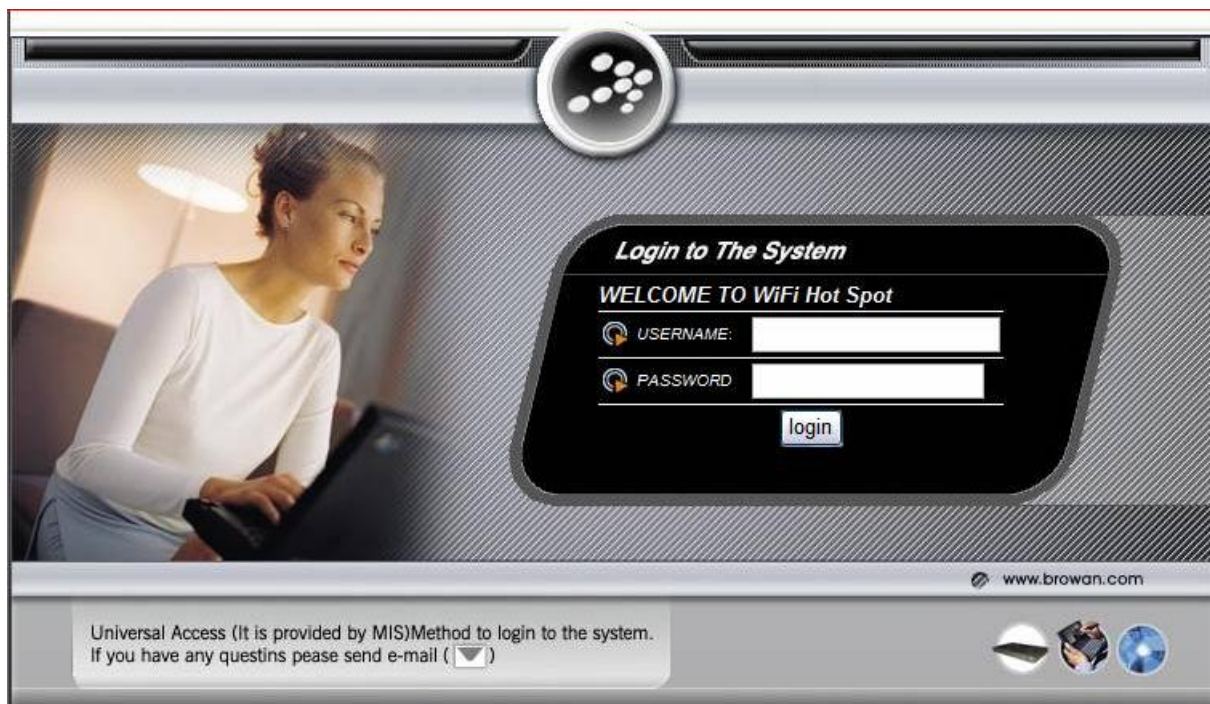 Login to The System
WELCOME TO WiFi Hot Spot
USERNAME:
PASSWORD
login
www.browan.com
Universal Access (It is provided by MIS)Method to login to the system.
If you have any questins pease send e-mail ( )